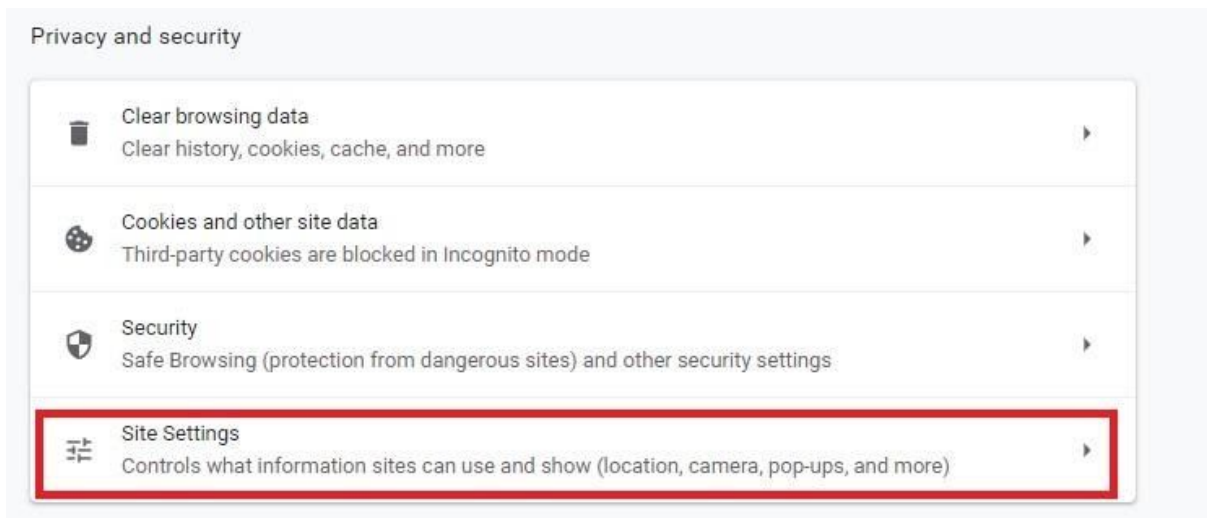 Privacy and security
Clear browsing data
Clear history, cookies, cache, and more
Cookies and other site data
Third-party cookies are blocked in Incognito mode
Security
Safe Browsing (protection from dangerous sites) and other security settings
Site Settings
Controls what information sites can use and show (location, camera, pop-ups, and more)